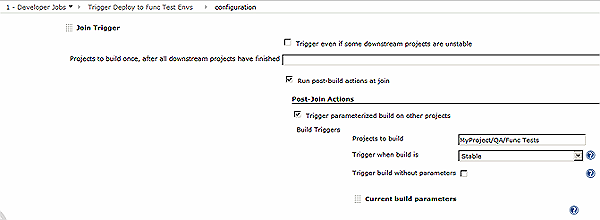 1 - Developer Jobs Trigger Deploy to Func Test Envs configuration
Join Trigger
Trigger even if some downstream projects are unstable
Projects to build once, after all downstream projects have finished
Run post-build actions at join
Post-Join Actions
Trigger parameterized build on other projects
Build Triggers
Projects to build MyProject/QA/Func Tests
Trigger when build is Stable
Trigger build without parameters
Current build parameters